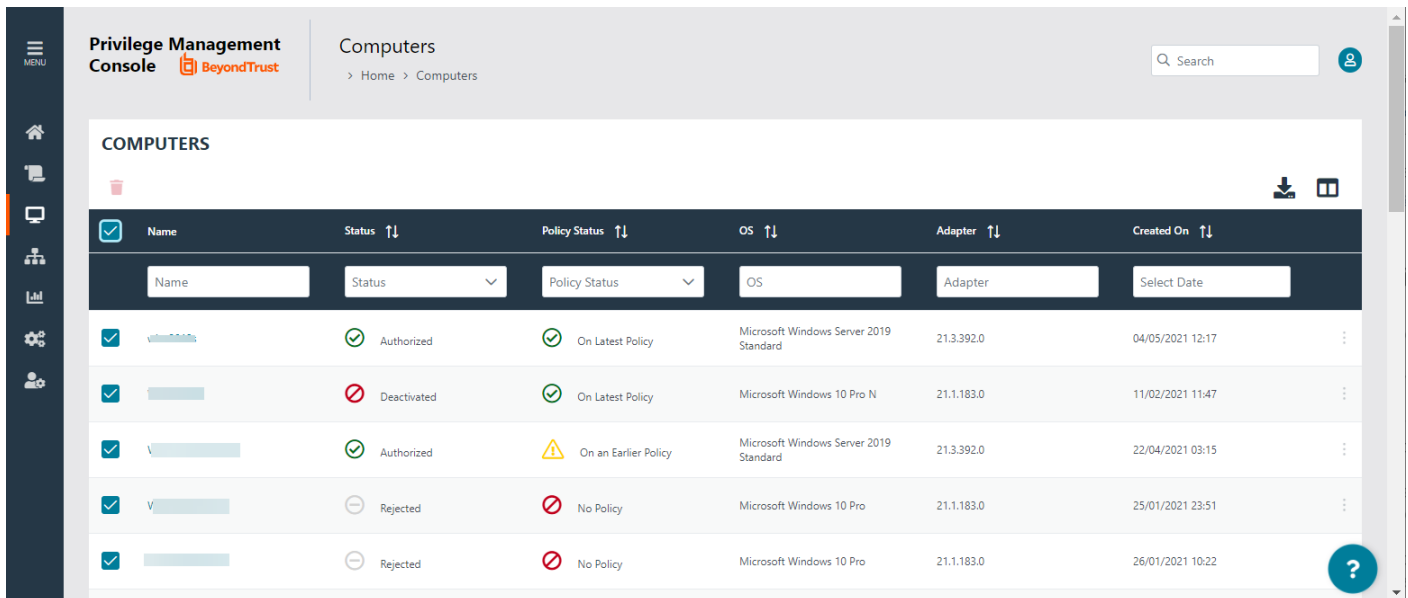 MENU
Privilege Management
Console BeyondTrust
Computers
> Home > Computers
Search
COMPUTERS
Name Status Policy Status OS Adapter Created On
Name Status Policy Status OS Adapter Select Date
Authorized On Latest Policy Microsoft Windows Server 2019 Standard 21.3.392.0 04/05/2021 12:17
Deactivated On Latest Policy Microsoft Windows 10 Pro N 21.1.183.0 11/02/2021 11:47
Authorized On an Earlier Policy Microsoft Windows Server 2019 Standard 21.3.392.0 22/04/2021 03:15
Rejected No Policy Microsoft Windows 10 Pro 21.1.183.0 25/01/2021 23:51
Rejected No Policy Microsoft Windows 10 Pro 21.1.183.0 26/01/2021 10:22
?